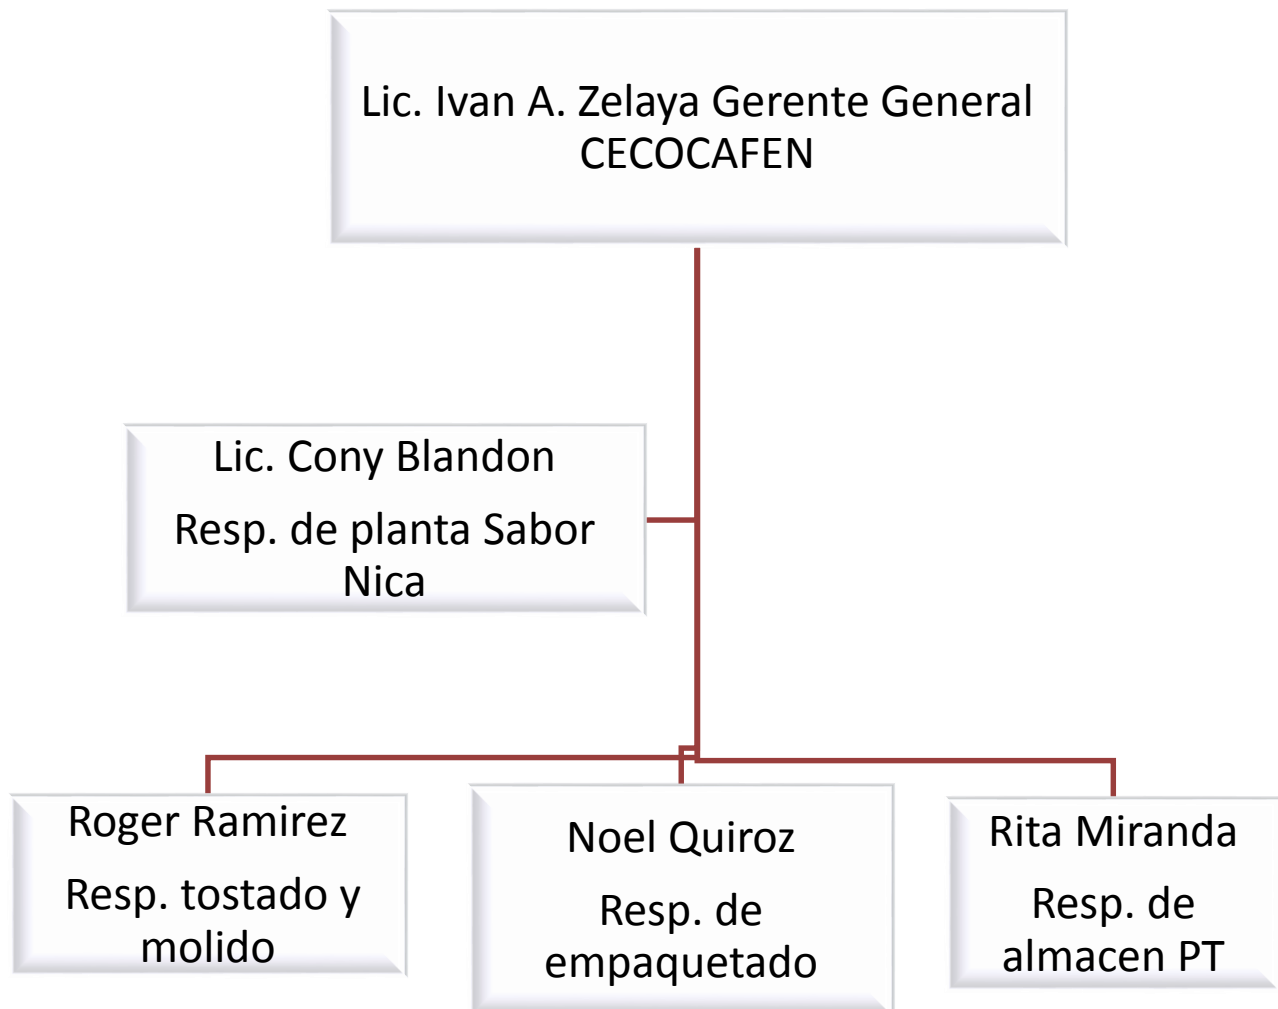 Lic. Ivan A. Zelaya Gerente General
CECOCAFEN
Lic. Cony Blandon
Resp. de planta Sabor
Nica
Roger Ramirez
Resp. tostado y
molido
Noel Quiroz
Resp. de
empaquetado
Rita Miranda
Resp. de
almacen PT